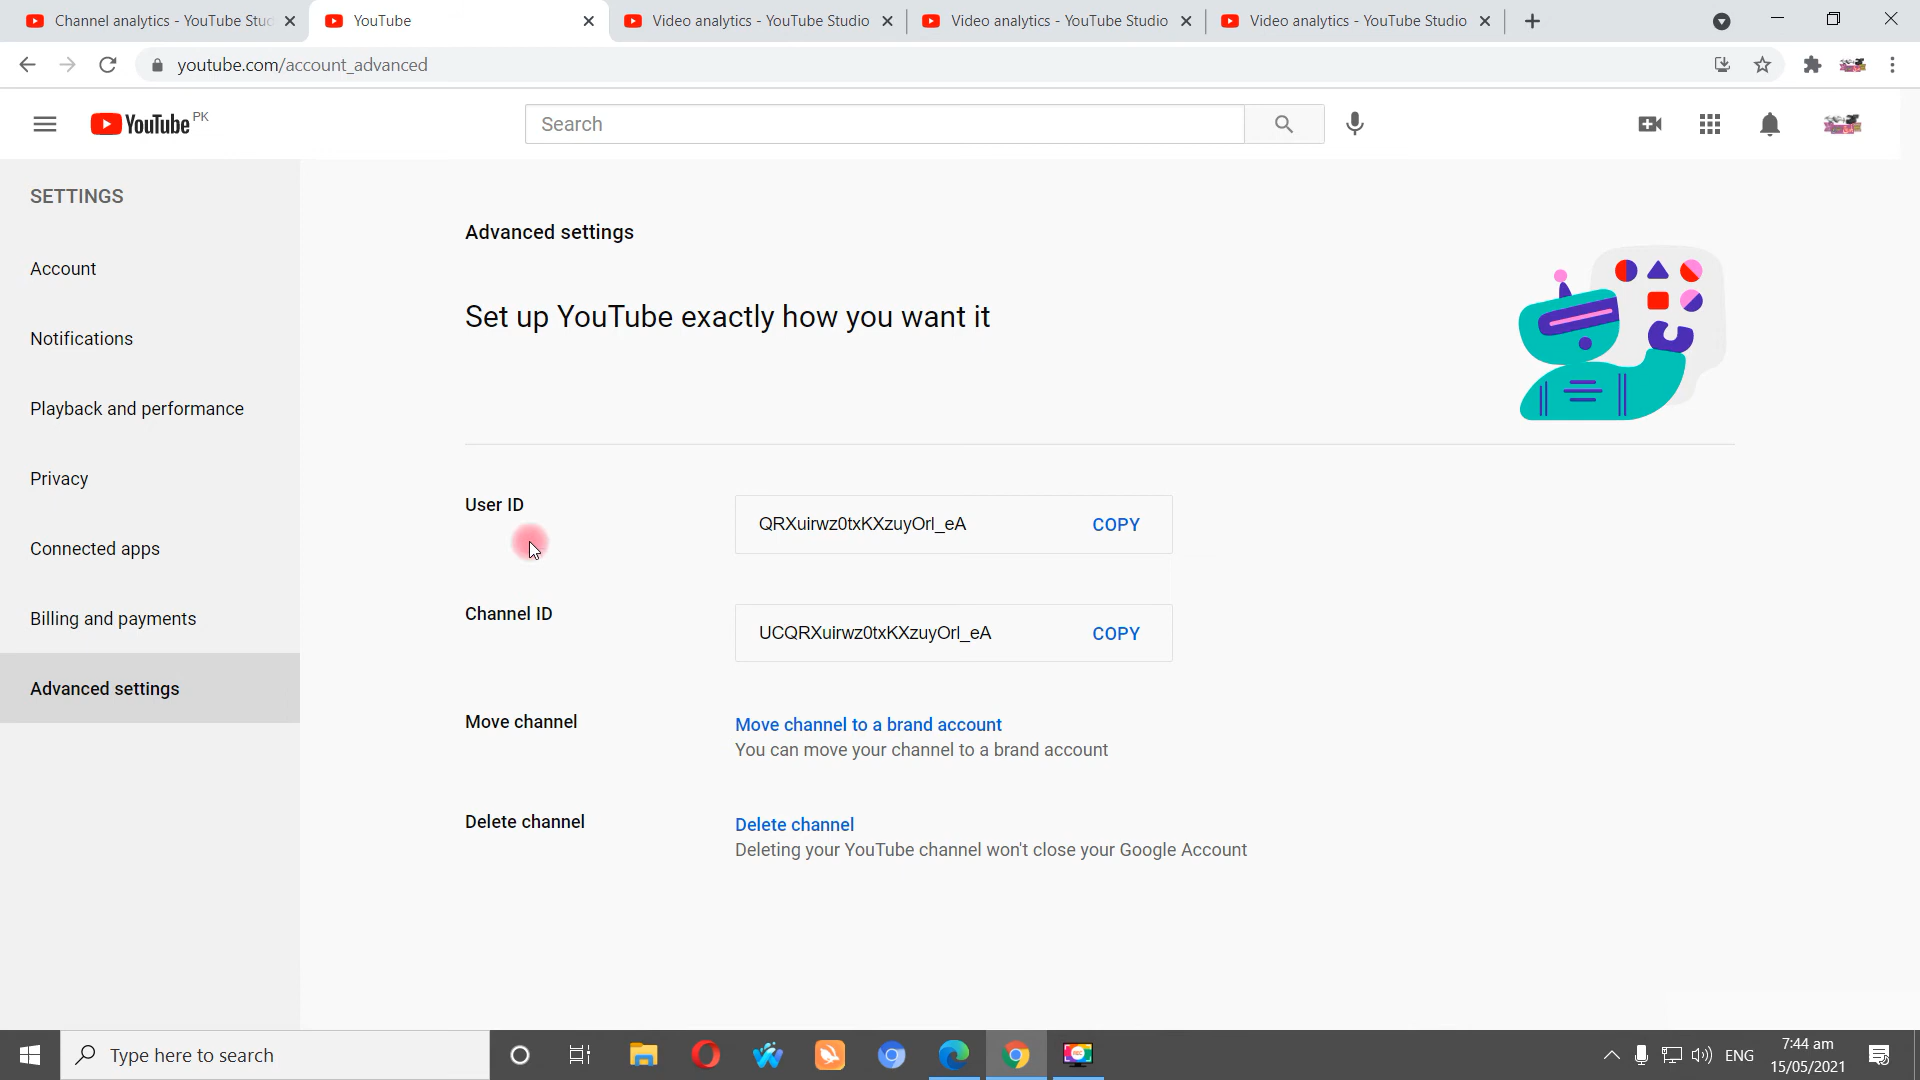 Channel analytics - YouTube Stud
YouTube
Video analytics - YouTube Studio
Video analytics - YouTube Studio
Video analytics - YouTube Studio
youtube.com/account_advanced
YouTube PK
Search
SETTINGS
Account
Notifications
Playback and performance
Privacy
Connected apps
Billing and payments
Advanced settings
Advanced settings
Set up YouTube exactly how you want it
User ID
QRXuirwz0txKXzuyOrl_eA COPY
Channel ID
UCQRXuirwz0txKXzuyOrl_eA COPY
Move channel
Move channel to a brand account
You can move your channel to a brand account
Delete channel
Delete channel
Deleting your YouTube channel won't close your Google Account
Type here to search
ENG
7:44 am
15/05/2021